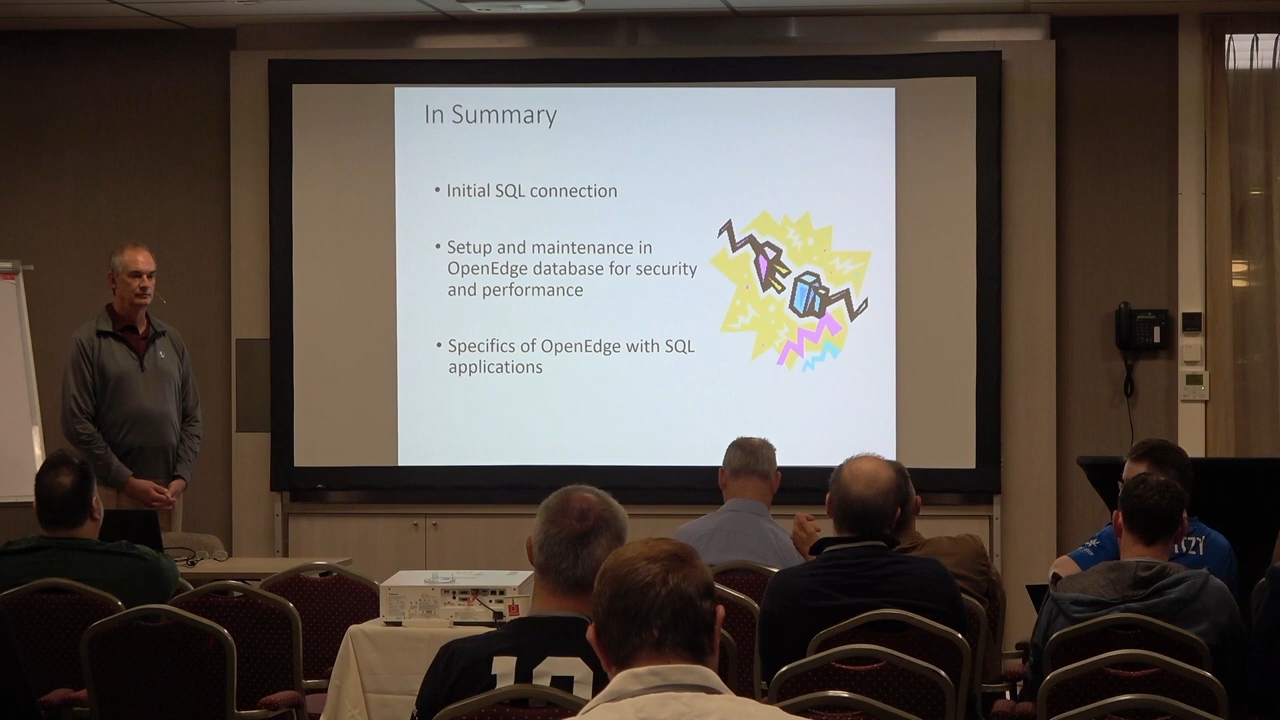 In Summary
• Initial SQL connection
• Setup and maintenance in
OpenEdge database for security
and performance
• Specifics of OpenEdge with SQL
applications
10